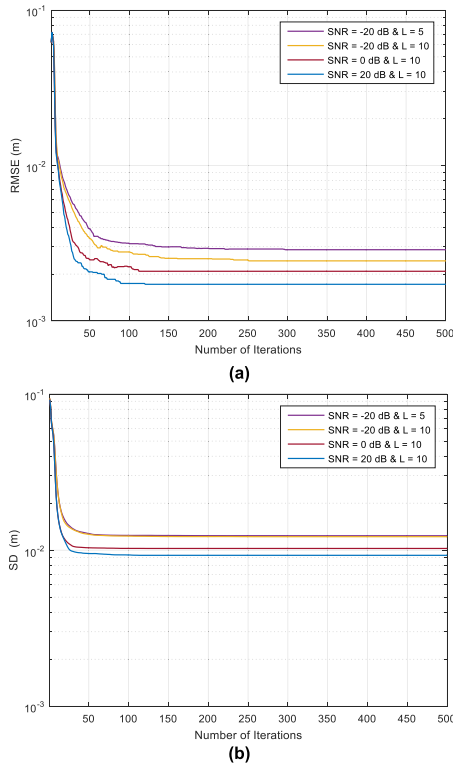 10^-1
SNR = -20 dB & L = 5
SNR = -20 dB & L = 10
SNR = 0 dB & L = 10
SNR = 20 dB & L = 10
RMSE (m)
10^-2
10^-3
50 100 150 200 250 300 350 400 450 500
Number of Iterations
(a)
10^-1
SNR = -20 dB & L = 5
SNR = -20 dB & L = 10
SNR = 0 dB & L = 10
SNR = 20 dB & L = 10
SD (m)
10^-2
10^-3
50 100 150 200 250 300 350 400 450 500
Number of Iterations
(b)